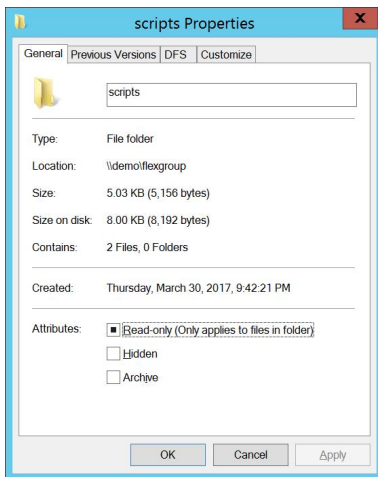 scripts Properties
X
General Previous Versions DFS Customize
scripts
Type: File folder
Location: \\demo\flexgroup
Size: 5.03 KB (5,156 bytes)
Size on disk: 8.00 KB (8,192 bytes)
Contains: 2 Files, 0 Folders
Created: Thursday, March 30, 2017, 9:42:21 PM
Attributes: Read-only (Only applies to files in folder)
Hidden
Archive
OK Cancel Apply